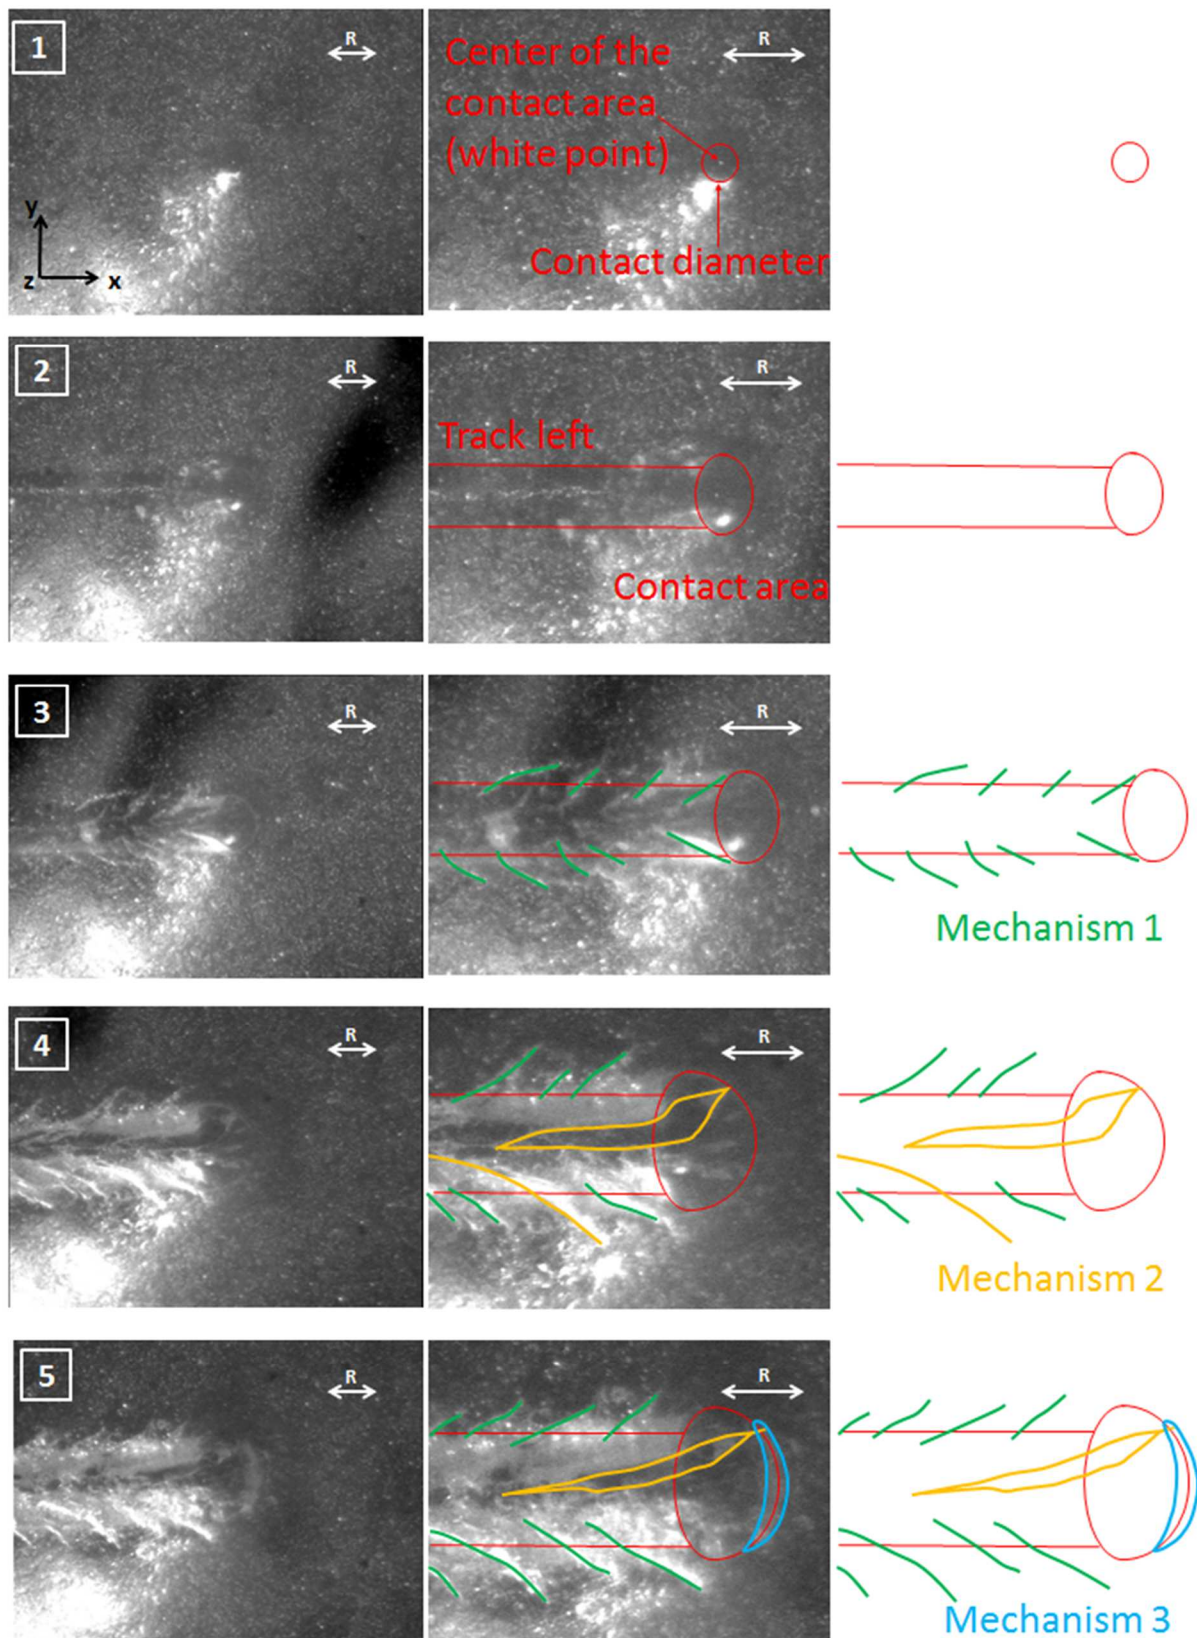 1
R
y
z
x
R
Center of the
contact area
(white point)
Contact diameter
2
R
R
Track left
Contact area
3
R
R
Mechanism 1
4
R
R
Mechanism 2
5
R
R
Mechanism 3